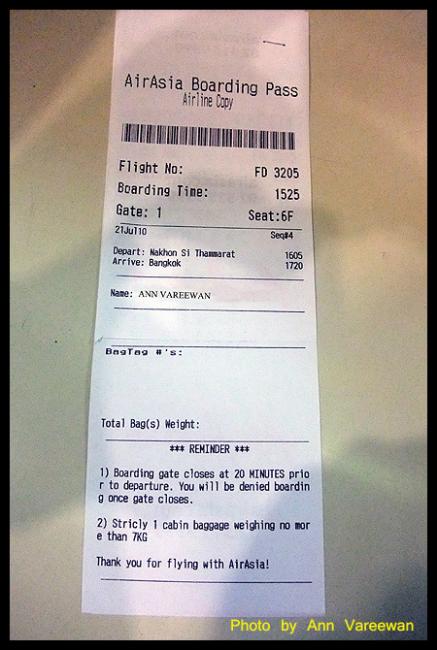 AirAsia Boarding Pass
Airline Copy
Flight No: FD 3205
Boarding Time: 1525
Gate: 1 Seat:6F
21Jul10 Seq#4
Depart: Nakhon Si Thammarat 1605
Arrive: Bangkok 1720
Name: ANN VAREEWAN
BagTag #'s:
Total Bag(s) Weight:
*** REMINDER ***
1) Boarding gate closes at 20 MINUTES prio
r to departure. You will be denied boardin
g once gate closes.
2) Stricly 1 cabin baggage weighing no mor
e than 7KG
Thank you for flying with AirAsia!
Photo by Ann Vareewan